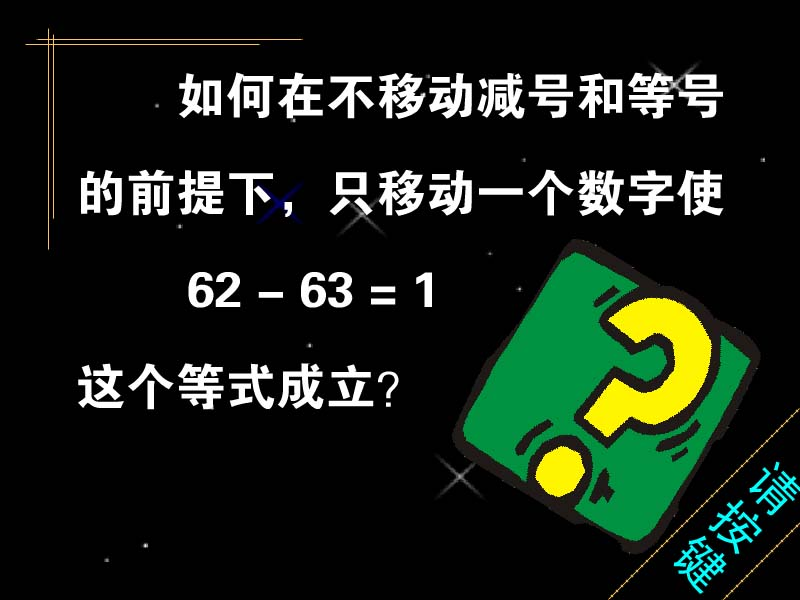 如何在不移动减号和等号
的前提下，只移动一个数字使
62 – 63 = 1
这个等式成立?
请按键